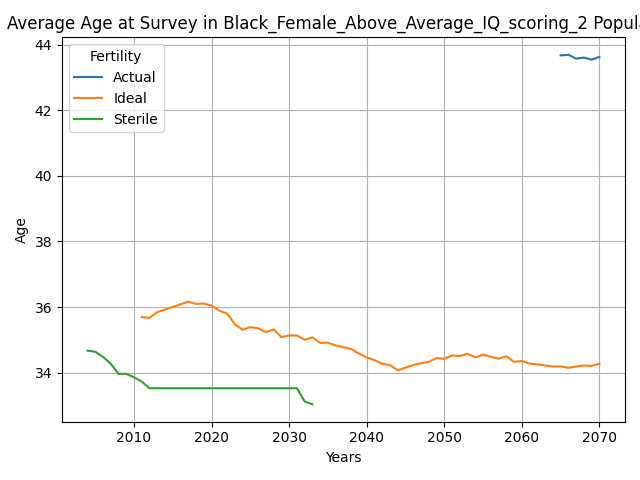 Average Age at Survey in Black_Female_Above_Average_IQ_scoring_2 Popul
Fertility
Actual
Ideal
Sterile
44
42
40
38
36
34
Age
2010 2020 2030 2040 2050 2060 2070
Years